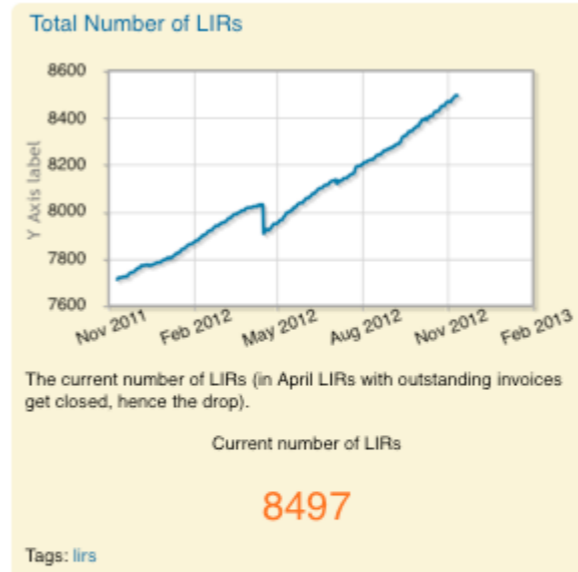 Total Number of LIRs
8600
8400
8200
8000
7800
7600
Y Axis label
Nov 2011
Feb 2012
May 2012
Aug 2012
Nov 2012
Feb 2013
The current number of LIRs (in April LIRs with outstanding invoices
get closed, hence the drop).
Current number of LIRs
8497
Tags: lirs